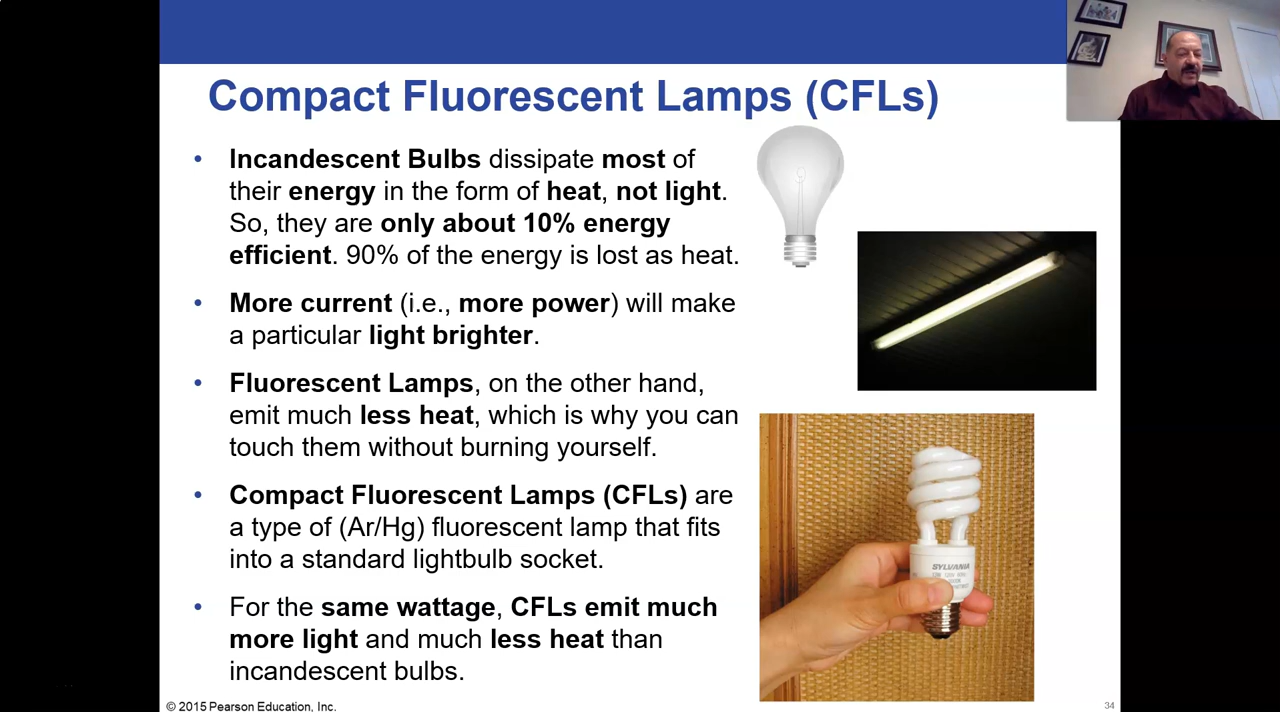 Compact Fluorescent Lamps (CFLs)
• Incandescent Bulbs dissipate most of
their energy in the form of heat, not light.
So, they are only about 10% energy
efficient. 90% of the energy is lost as heat.
• More current (i.e., more power) will make
a particular light brighter.
• Fluorescent Lamps, on the other hand,
emit much less heat, which is why you can
touch them without burning yourself.
• Compact Fluorescent Lamps (CFLs) are
a type of (Ar/Hg) fluorescent lamp that fits
into a standard lightbulb socket.
• For the same wattage, CFLs emit much
more light and much less heat than
incandescent bulbs.
SYLVANIA
© 2015 Pearson Education, Inc.
34